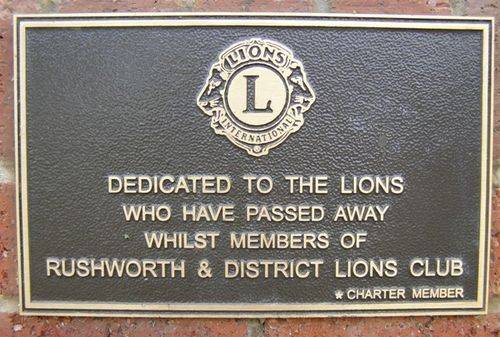 LIONS
L
INTERNATIONAL
DEDICATED TO THE LIONS
WHO HAVE PASSED AWAY
WHILST MEMBERS OF
RUSHWORTH & DISTRICT LIONS CLUB
* CHARTER MEMBER